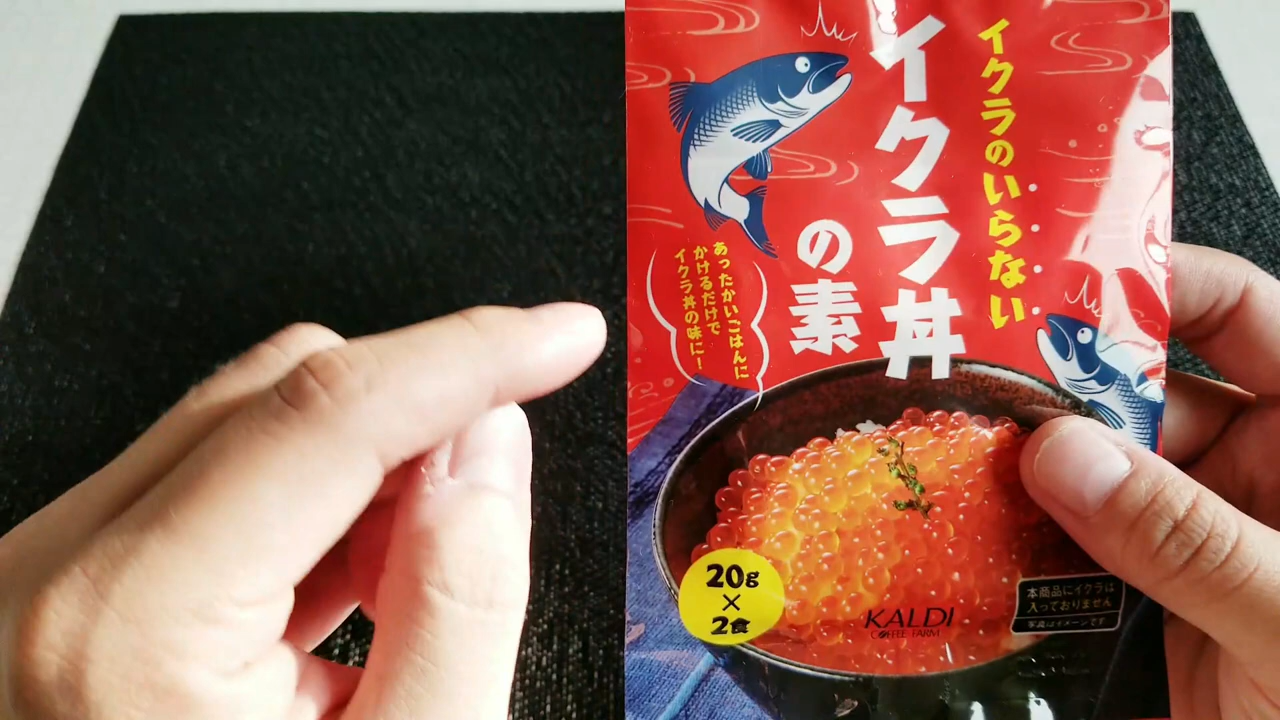 イクラのいらない
イクラ丼
の素
あったかいごはんに
かけるだけで
イクラ丼の味に!
20g
×
2食
KALDI
COFFEE FARM
本商品にイクラは
入っておりません
写真はイメージです